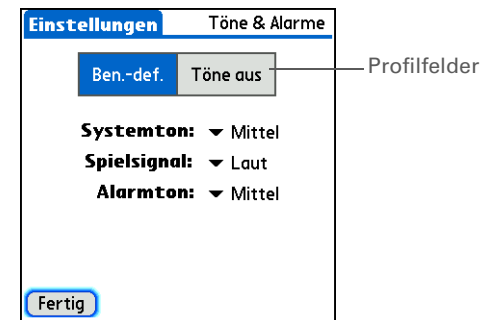 Einstellungen Töne & Alarme
Ben.-def. Töne aus
Profilfelder
Systemton: Mittel
Spielsignal: Laut
Alarmton: Mittel
Fertig